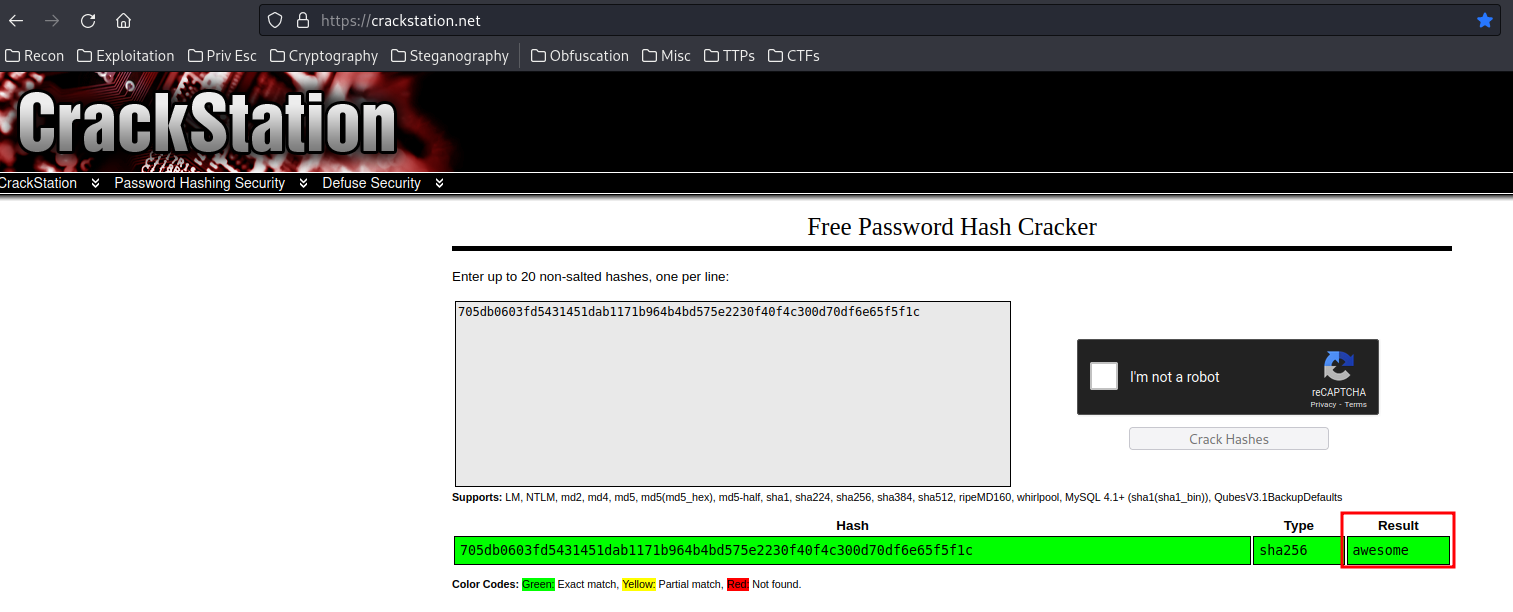 https://crackstation.net
Recon Exploitation Priv Esc Cryptography Steganography Obfuscation Misc TTPs CTFs
CrackStation
CrackStation Password Hashing Security Defuse Security
Free Password Hash Cracker
Enter up to 20 non-salted hashes, one per line:
705db0603fd5431451dab1171b964b4bd575e2230f40f4c300d70df6e65f5f1c
I'm not a robot
reCAPTCHA
Privacy - Terms
Crack Hashes
Supports: LM, NTLM, md2, md4, md5, md5(md5_hex), md5-half, sha1, sha224, sha256, sha384, sha512, ripeMD160, whirlpool, MySQL 4.1+ (sha1(sha1_bin)), QubesV3.1BackupDefaults
Hash Type Result
705db0603fd5431451dab1171b964b4bd575e2230f40f4c300d70df6e65f5f1c sha256 awesome
Color Codes: Green: Exact match, Yellow: Partial match, Red: Not found.